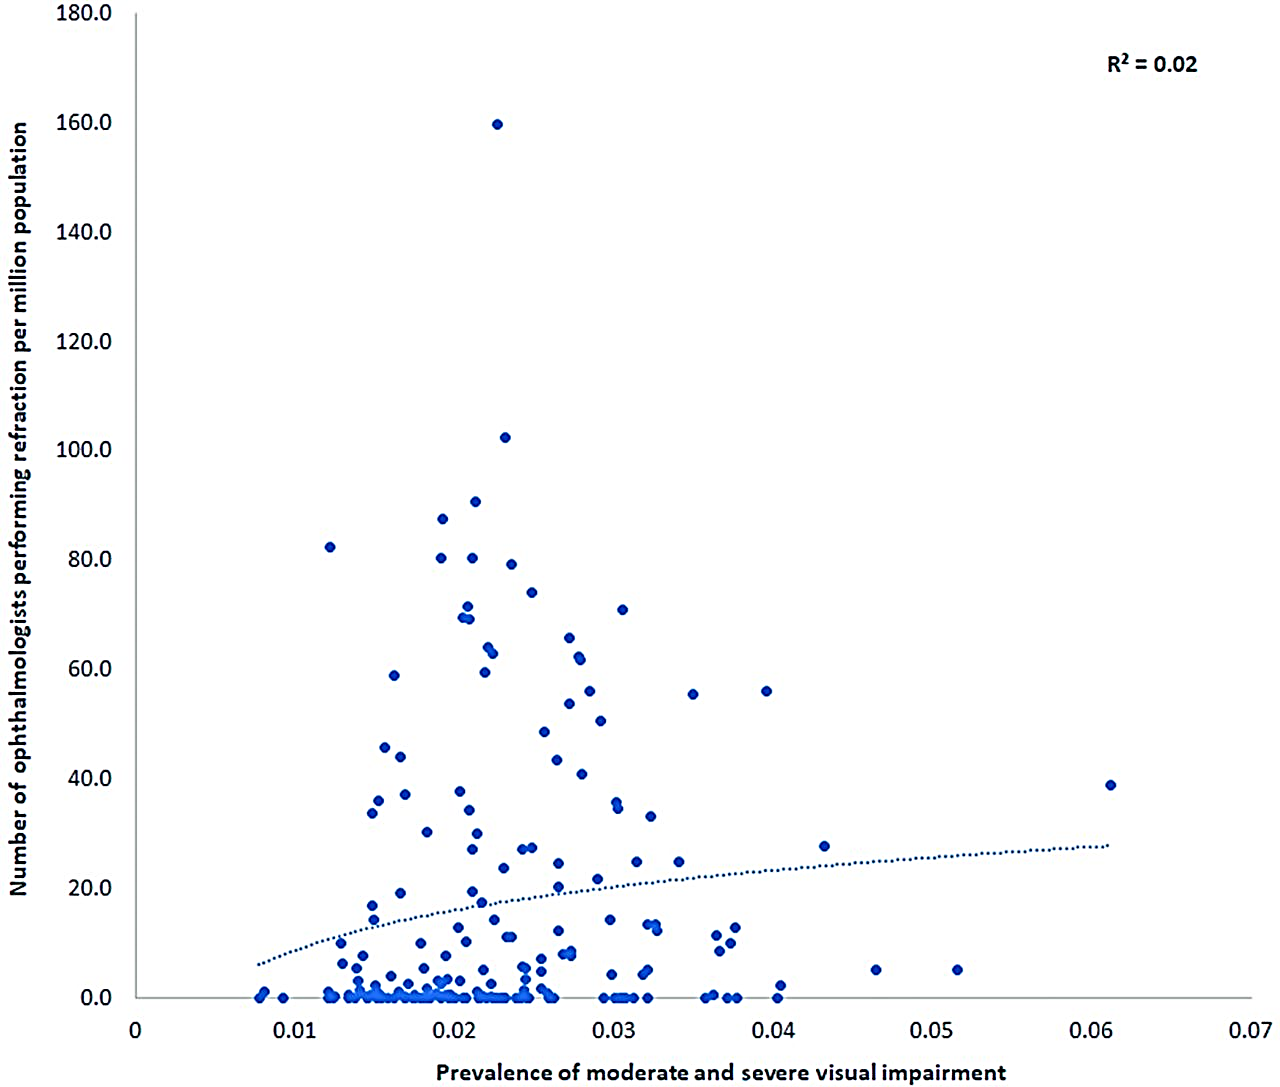 180.0
R² = 0.02
160.0
140.0
120.0
100.0
80.0
60.0
40.0
20.0
0.0
Number of ophthalmologists performing refraction per million population
0 0.01 0.02 0.03 0.04 0.05 0.06 0.07
Prevalence of moderate and severe visual impairment